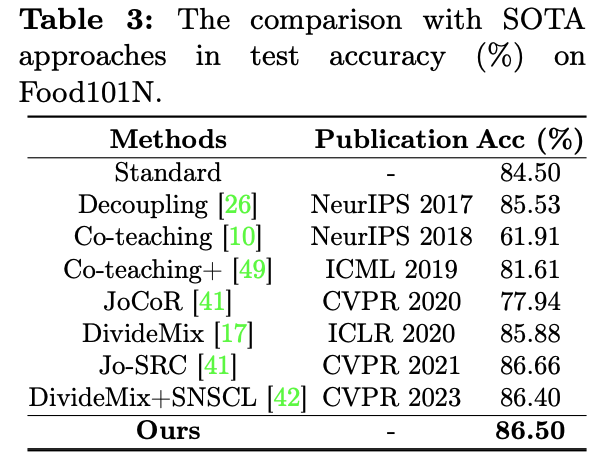 Table 3: The comparison with SOTA
approaches in test accuracy (%) on
Food101N.
Methods Publication Acc (%)
Standard - 84.50
Decoupling [26] NeurIPS 2017 85.53
Co-teaching [10] NeurIPS 2018 61.91
Co-teaching+ [49] ICML 2019 81.61
JoCoR [41] CVPR 2020 77.94
DivideMix [17] ICLR 2020 85.88
Jo-SRC [41] CVPR 2021 86.66
DivideMix+SNSCL [42] CVPR 2023 86.40
Ours - 86.50